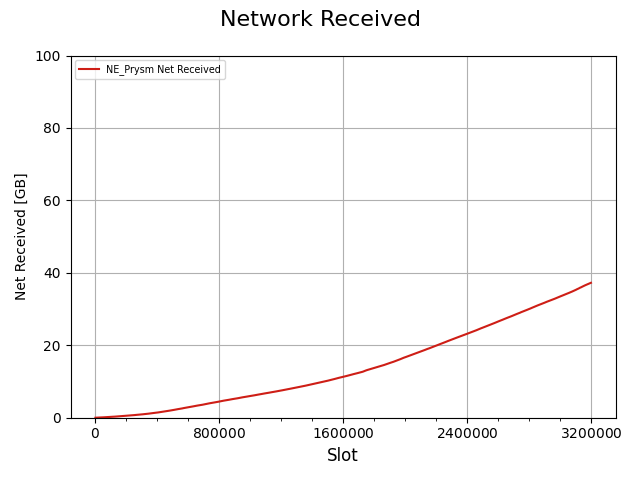 Network Received
100
NE_Prysm Net Received
80
60
40
20
0
Net Received [GB]
0 800000 1600000 2400000 3200000
Slot